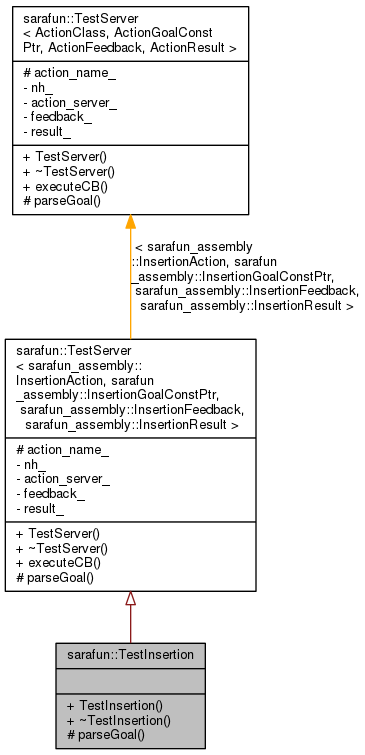 sarafun::TestServer
< ActionClass, ActionGoalConst
Ptr, ActionFeedback, ActionResult >
# action_name_
- nh_
- action_server_
- feedback_
- result_
+ TestServer()
+ ~TestServer()
+ executeCB()
# parseGoal()
< sarafun_assembly
::InsertionAction, sarafun
_assembly::InsertionGoalConstPtr,
sarafun_assembly::InsertionFeedback,
sarafun_assembly::InsertionResult >
sarafun::TestServer
< sarafun_assembly::
InsertionAction, sarafun
_assembly::InsertionGoalConstPtr,
sarafun_assembly::InsertionFeedback,
sarafun_assembly::InsertionResult >
# action_name_
- nh_
- action_server_
- feedback_
- result_
+ TestServer()
+ ~TestServer()
+ executeCB()
# parseGoal()
sarafun::TestInsertion
+ TestInsertion()
+ ~TestInsertion()
# parseGoal()